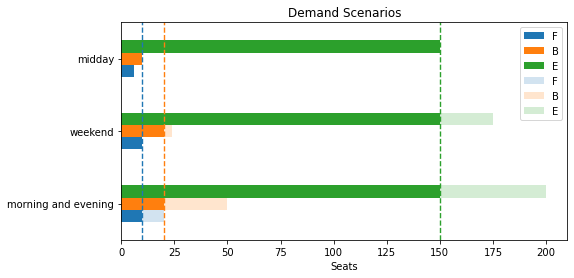 Demand Scenarios
F
B
E
F
B
E
midday
weekend
morning and evening
0 25 50 75 100 125 150 175 200
Seats